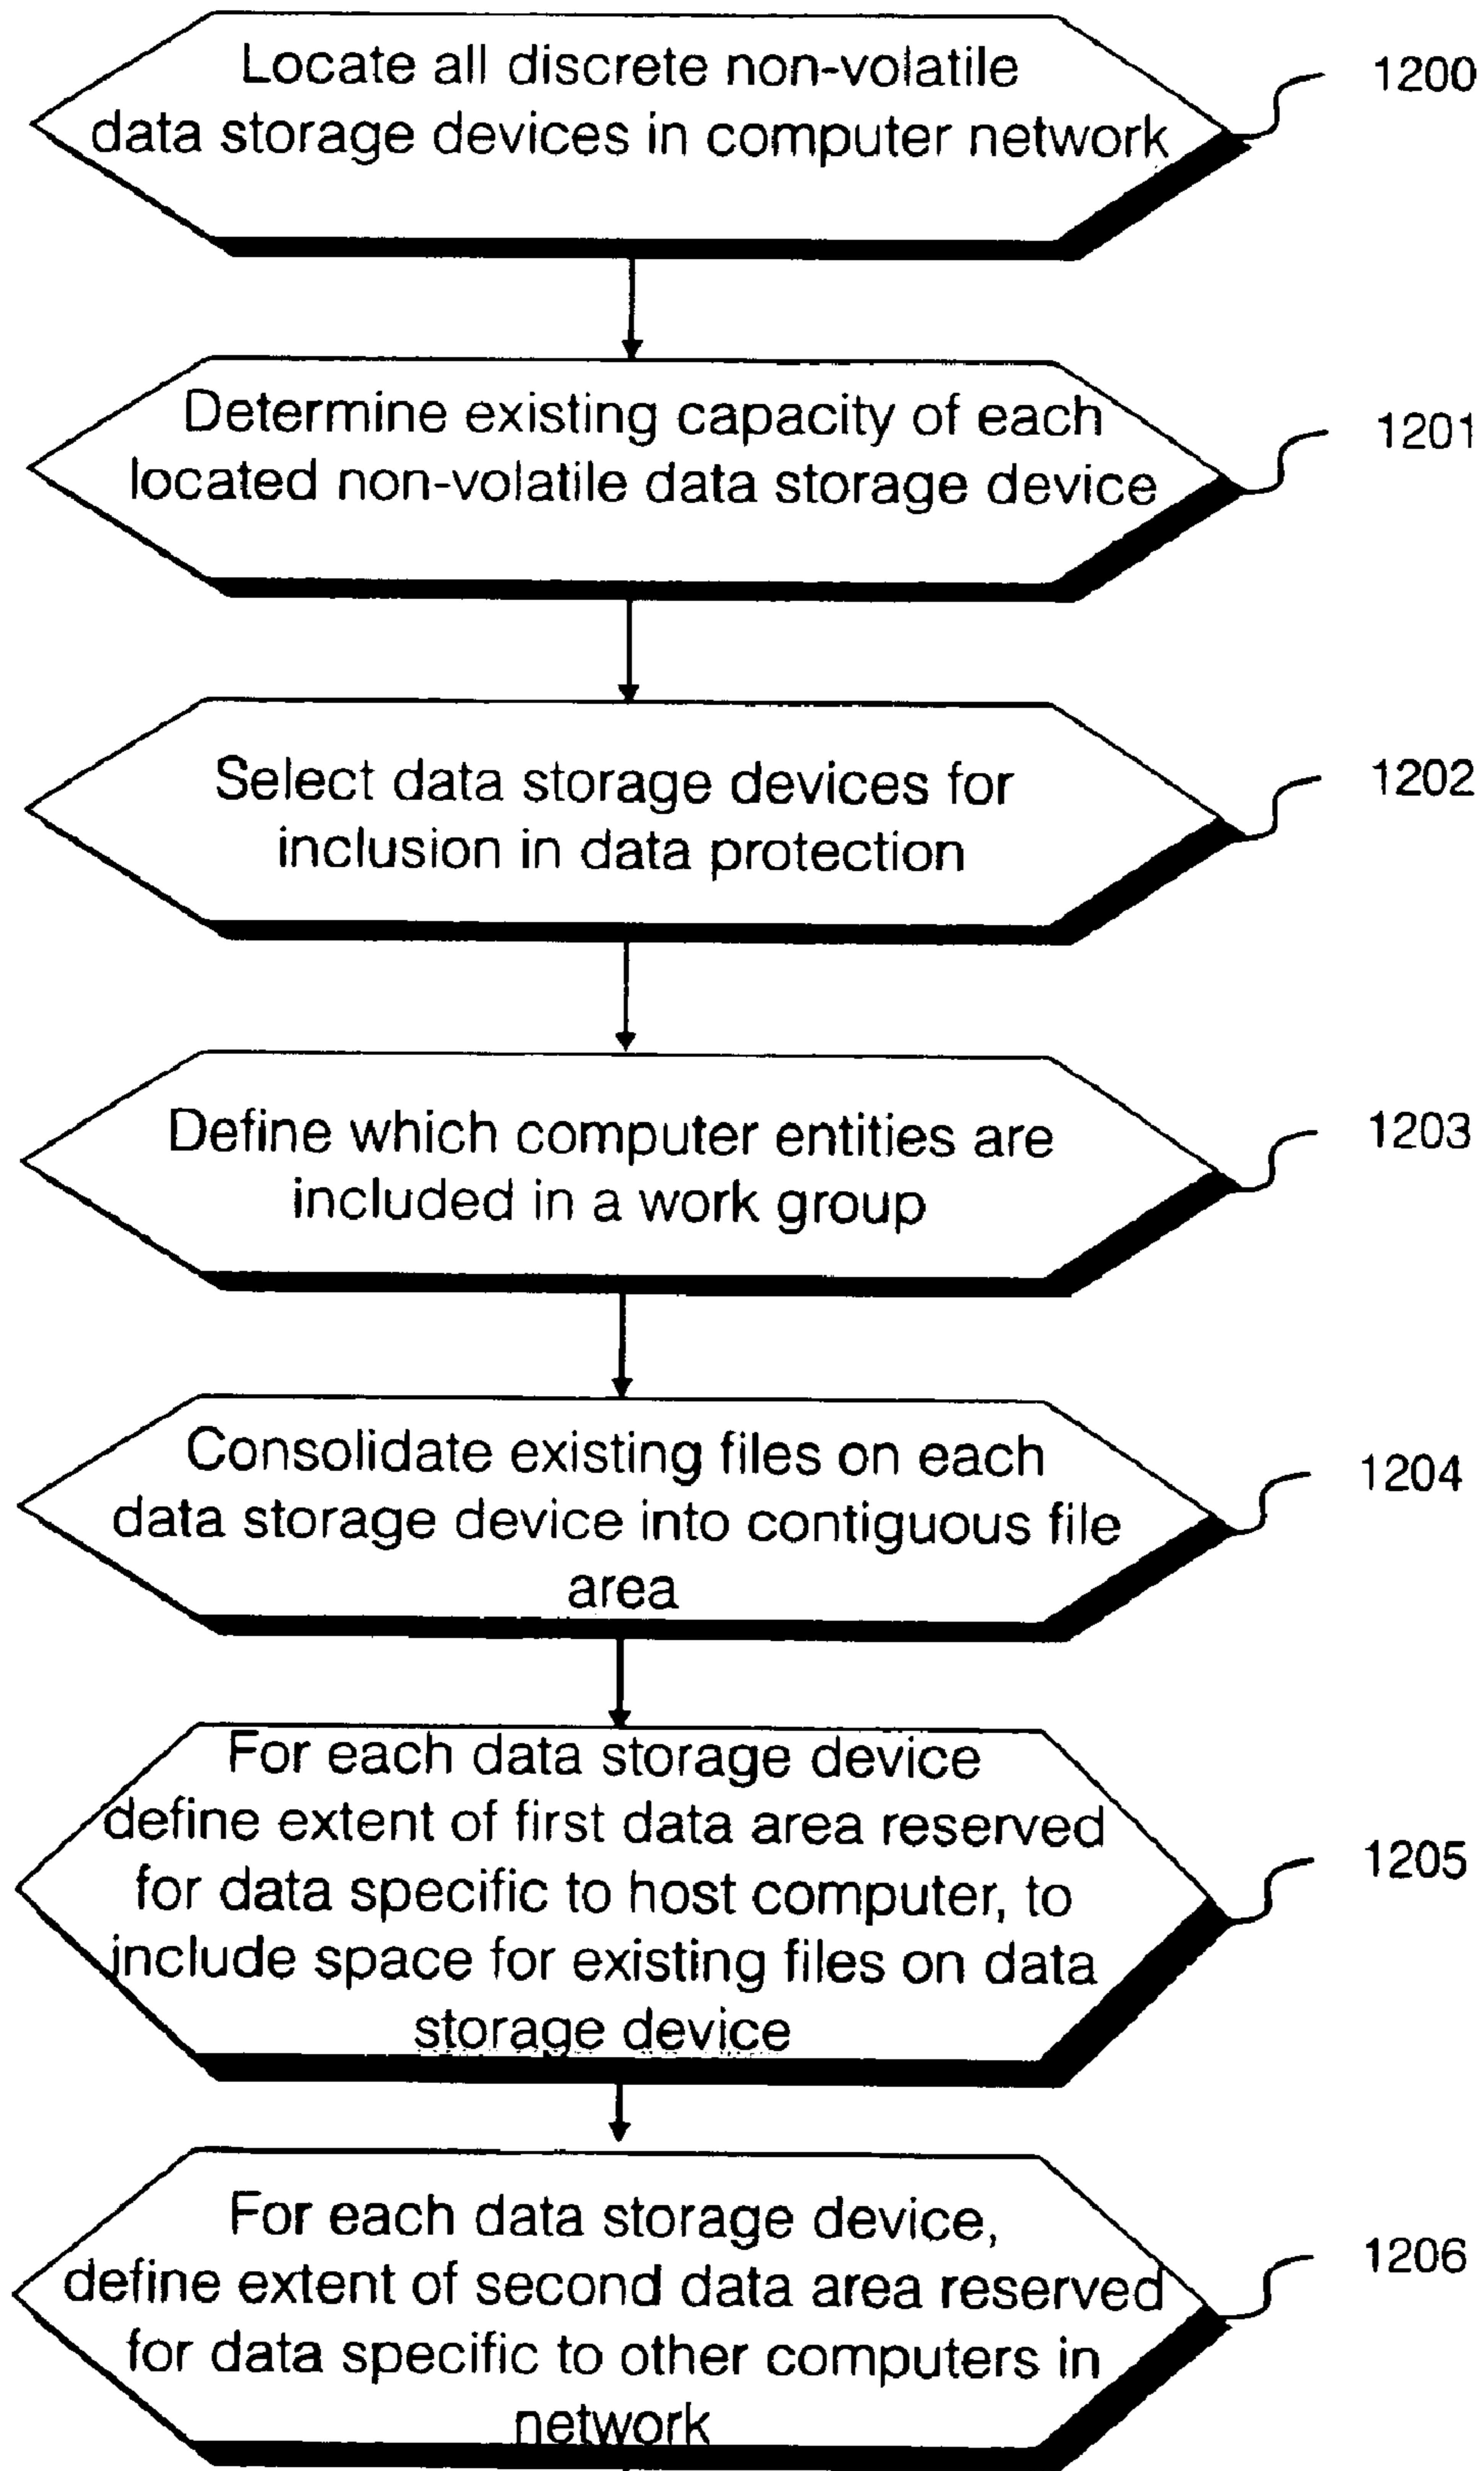 Locate all discrete non-volatile
data storage devices in computer network
1200
Determine existing capacity of each
located non-volatile data storage device
1201
Select data storage devices for
inclusion in data protection
1202
Define which computer entities are
included in a work group
1203
Consolidate existing files on each
data storage device into contiguous file
area
1204
For each data storage device
define extent of first data area reserved
for data specific to host computer, to
include space for existing files on data
storage device
1205
For each data storage device,
define extent of second data area reserved
for data specific to other computers in
network
1206